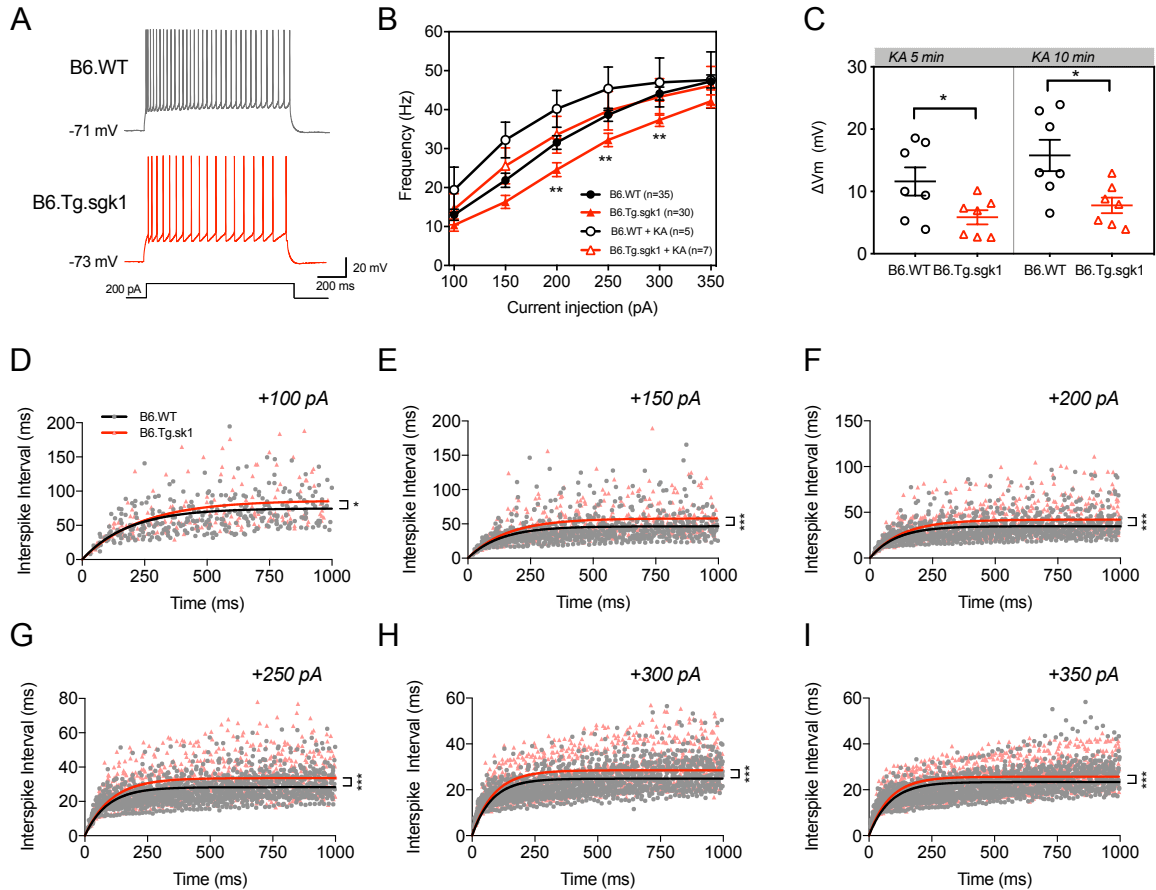 A
B6.WT
-71 mV
B6.Tg.sgk1
-73 mV
20 mV
200 ms
200 pA
B
Frequency (Hz)
60
50
40
30
20
10
0
**
**
**
B6.WT (n=35)
B6.Tg.sgk1 (n=30)
B6.WT + KA (n=5)
B6.Tg.sgk1 + KA (n=7)
100 150 200 250 300 350
Current injection (pA)
C
KA 5 min KA 10 min
ΔVm (mV)
30
20
10
0
*
*
B6.WT B6.Tg.sgk1 B6.WT B6.Tg.sgk1
D
+100 pA
B6.WT
B6.Tg.sk1
Interspike Interval (ms)
200
150
100
50
0
*
0 250 500 750 1000
Time (ms)
E
+150 pA
Interspike Interval (ms)
200
150
100
50
0
***
0 250 500 750 1000
Time (ms)
F
+200 pA
Interspike Interval (ms)
150
100
50
0
***
0 250 500 750 1000
Time (ms)
G
+250 pA
Interspike Interval (ms)
80
60
40
20
0
***
0 250 500 750 1000
Time (ms)
H
+300 pA
Interspike Interval (ms)
60
40
20
0
***
0 250 500 750 1000
Time (ms)
I
+350 pA
Interspike Interval (ms)
60
40
20
0
***
0 250 500 750 1000
Time (ms)